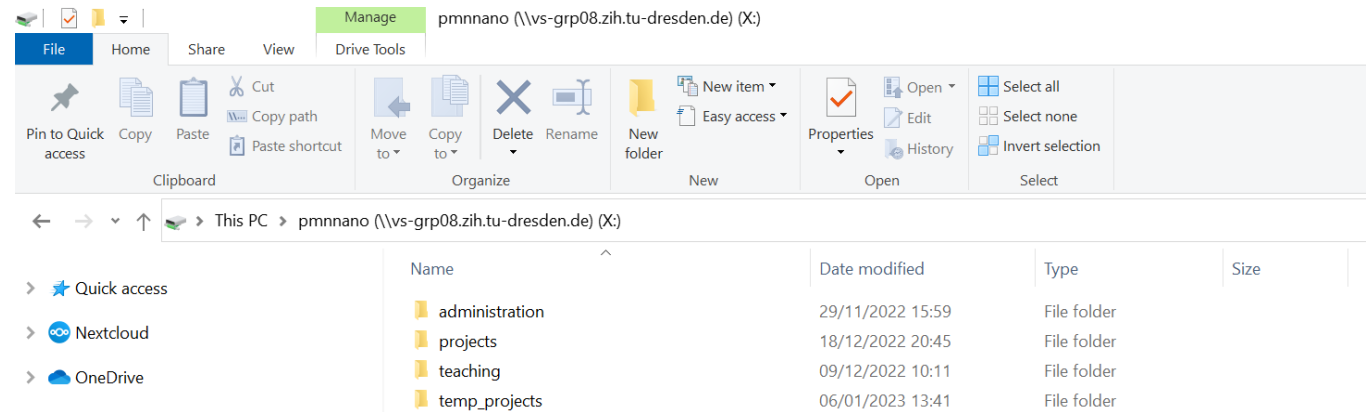 Manage pmnnano (\\vs-grp08.zih.tu-dresden.de) (X:)
File Home Share View Drive Tools
Pin to Quick access
Copy
Paste
Cut
Copy path
Paste shortcut
Clipboard
Move to
Copy to
Delete
Rename
Organize
New folder
New item
Easy access
New
Properties
Open
Edit
History
Open
Select all
Select none
Invert selection
Select
This PC pmnnano (\\vs-grp08.zih.tu-dresden.de) (X:)
Quick access
Nextcloud
OneDrive
Name Date modified Type Size
administration 29/11/2022 15:59 File folder
projects 18/12/2022 20:45 File folder
teaching 09/12/2022 10:11 File folder
temp_projects 06/01/2023 13:41 File folder